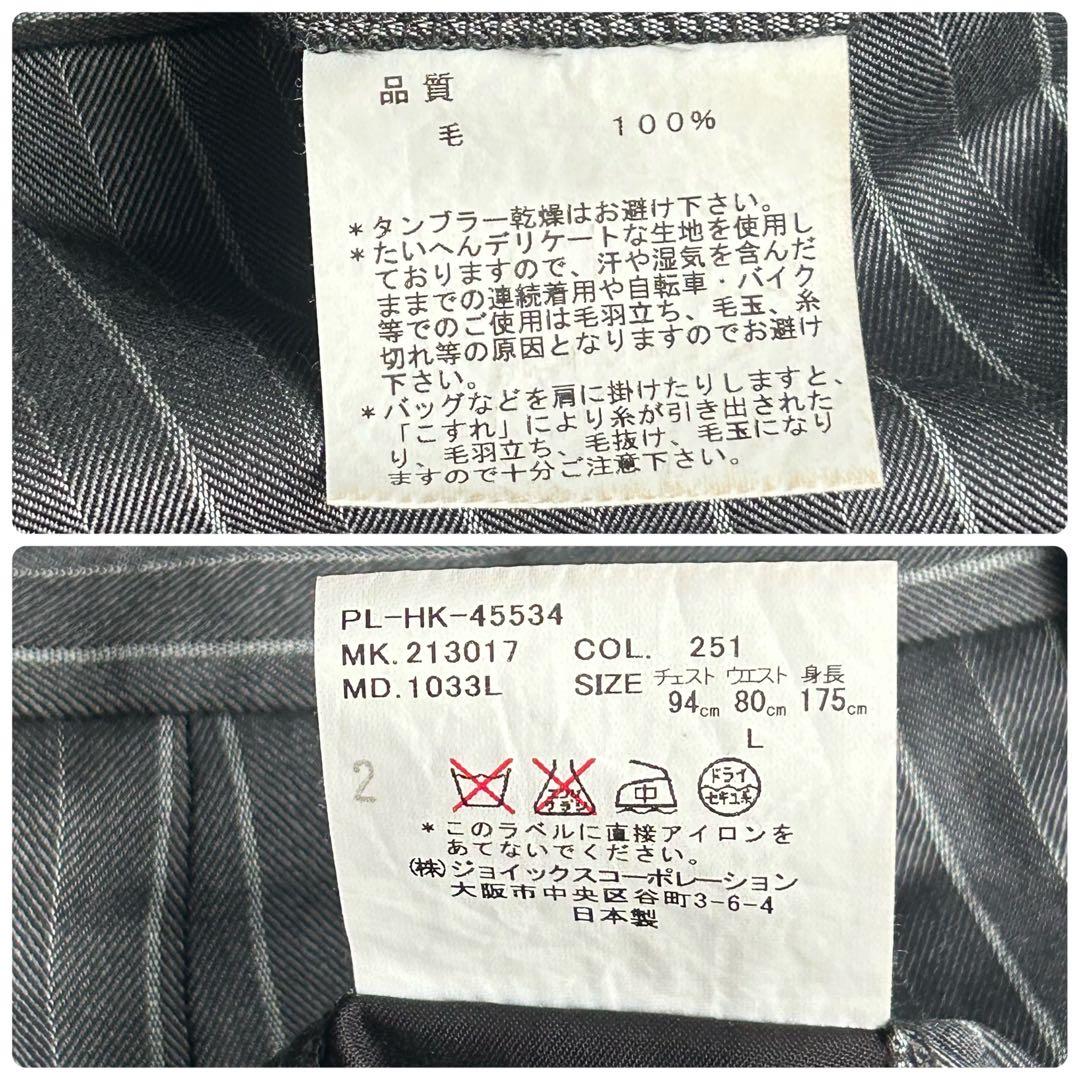 品質
毛 100%
*タンブラー乾燥はお避け下さい。
*たいへんデリケートな生地を使用し
ておりますので、汗や湿気を含んだ
ままでの連続着用や自転車・バイク
等でのご使用は毛羽立ち、毛玉、糸
切れ等の原因となりますのでお避け
下さい。
*バッグなどを肩に掛けたりしますと、
「こすれ」により糸が引き出された
り、毛羽立ち、毛抜け、毛玉になり
ますので十分ご注意下さい。
PL-HK-45534
MK.213017 COL. 251
MD.1033L SIZE チェスト ウエスト 身長
94cm 80cm 175cm
L
2
エンソ
サラシ
中
ドライ
セキユ系
*このラベルに直接アイロンを
あてないでください。
(株)ジョイックスコーポレーション
大阪市中央区谷町3-6-4
日本製